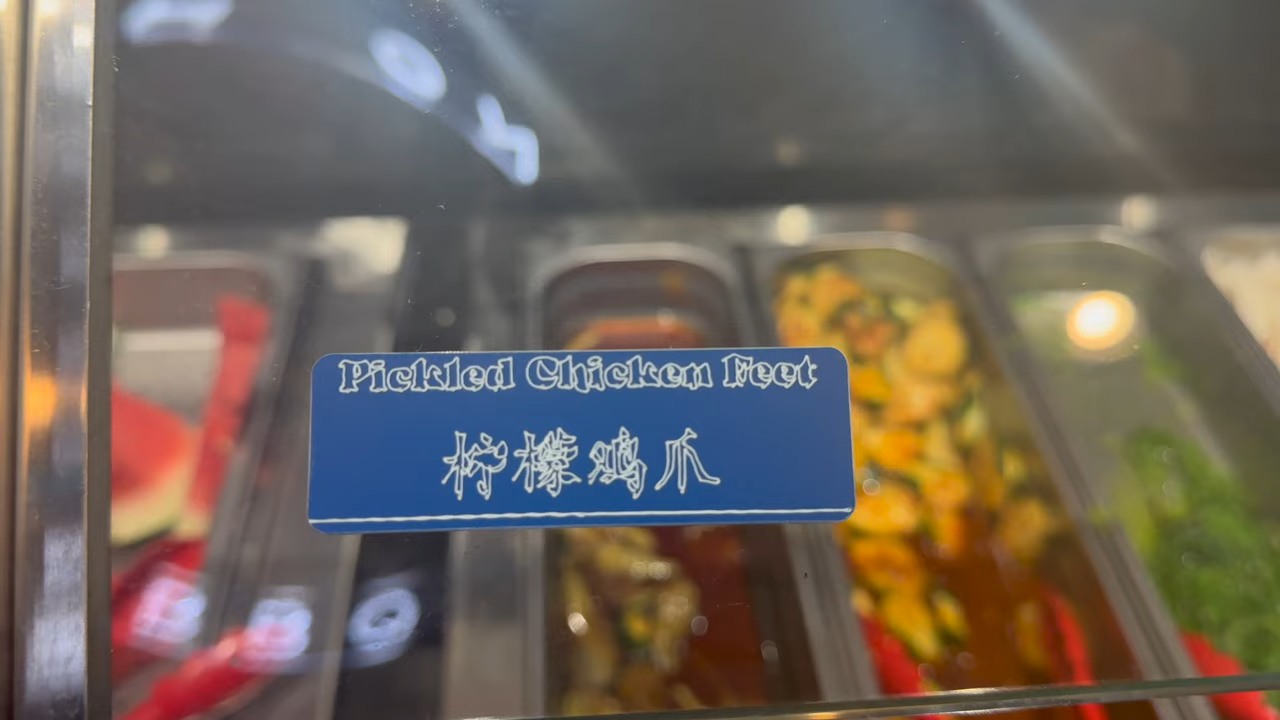 Pickled Chicken Feet
柠檬鸡爪